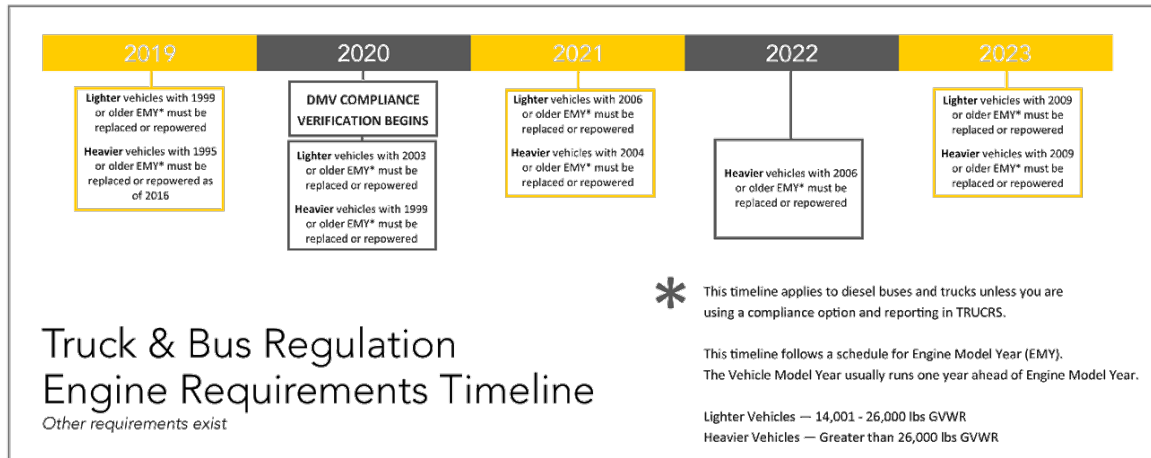 2019
2020
2021
2022
2023
Lighter vehicles with 1999
or older EMY* must be
replaced or repowered
Heavier vehicles with 1995
or older EMY* must be
replaced or repowered as
of 2016
DMV COMPLIANCE
VERIFICATION BEGINS
Lighter vehicles with 2003
or older EMY* must be
replaced or repowered
Heavier vehicles with 1999
or older EMY* must be
replaced or repowered
Lighter vehicles with 2006
or older EMY* must be
replaced or repowered
Heavier vehicles with 2004
or older EMY* must be
replaced or repowered
Heavier vehicles with 2006
or older EMY* must be
replaced or repowered
Lighter vehicles with 2009
or older EMY* must be
replaced or repowered
Heavier vehicles with 2009
or older EMY* must be
replaced or repowered
Truck & Bus Regulation
Engine Requirements Timeline
Other requirements exist
* This timeline applies to diesel buses and trucks unless you are
using a compliance option and reporting in TRUCRS.
This timeline follows a schedule for Engine Model Year (EMY).
The Vehicle Model Year usually runs one year ahead of Engine Model Year.
Lighter Vehicles — 14,001 - 26,000 lbs GVWR
Heavier Vehicles — Greater than 26,000 lbs GVWR